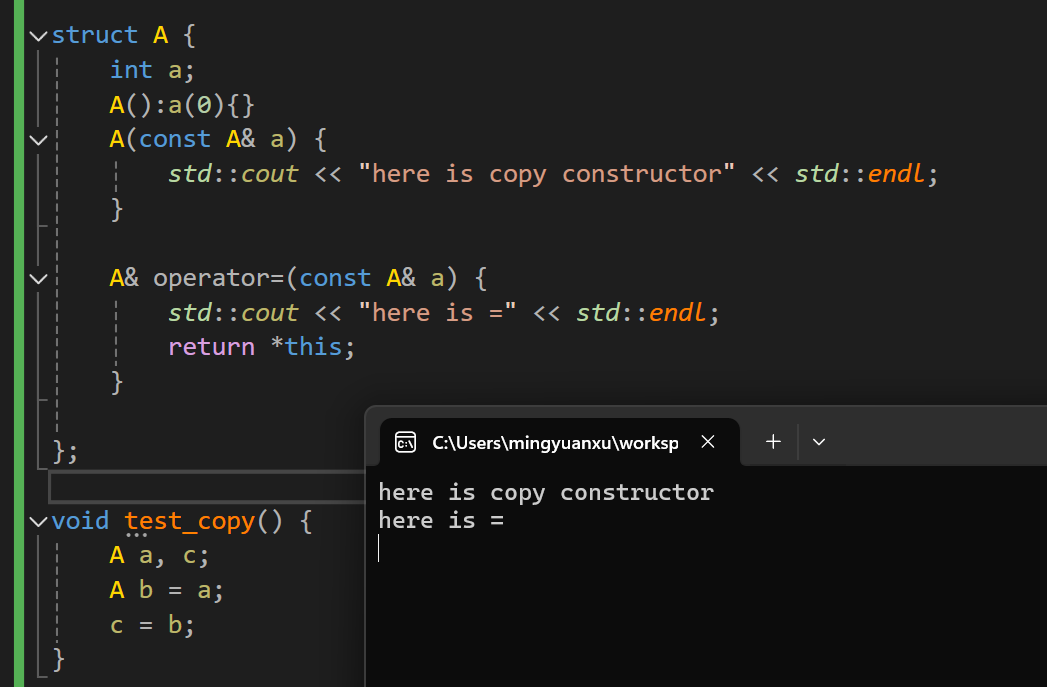 struct A {
int a;
A():a(0){}
A(const A& a) {
std::cout << "here is copy constructor" << std::endl;
}
A& operator=(const A& a) {
std::cout << "here is =" << std::endl;
return *this;
}
};
void test_copy() {
A a, c;
A b = a;
c = b;
}
C:\Users\mingyuanxu\worksp
here is copy constructor
here is =